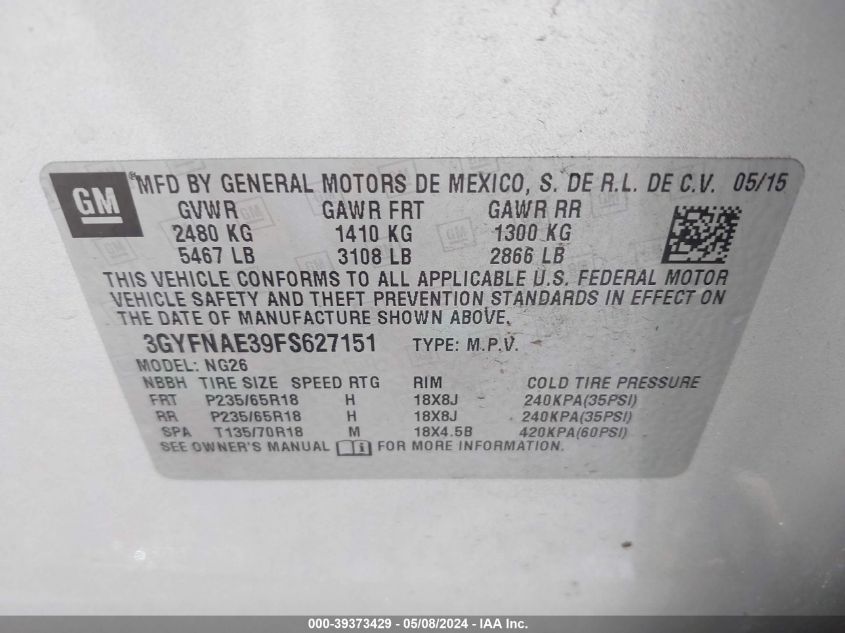 GM ® MFD BY GENERAL MOTORS DE MEXICO, S. DE R.L. DE C.V. 05/15
GVWR GAWR FRT GAWR RR
2480 KG 1410 KG 1300 KG
5467 LB 3108 LB 2866 LB
THIS VEHICLE CONFORMS TO ALL APPLICABLE U.S. FEDERAL MOTOR
VEHICLE SAFETY AND THEFT PREVENTION STANDARDS IN EFFECT ON
THE DATE OF MANUFACTURE SHOWN ABOVE.
3GYFNAE39FS627151 TYPE: M.P.V.
MODEL: NG26
NBBH TIRE SIZE SPEED RTG RIM COLD TIRE PRESSURE
FRT P235/65R18 H 18X8J 240KPA(35PSI)
RR P235/65R18 H 18X8J 240KPA(35PSI)
SPA T135/70R18 M 18X4.5B 420KPA(60PSI)
SEE OWNER'S MANUAL FOR MORE INFORMATION.
000-39373429 - 05/08/2024 - IAA Inc.